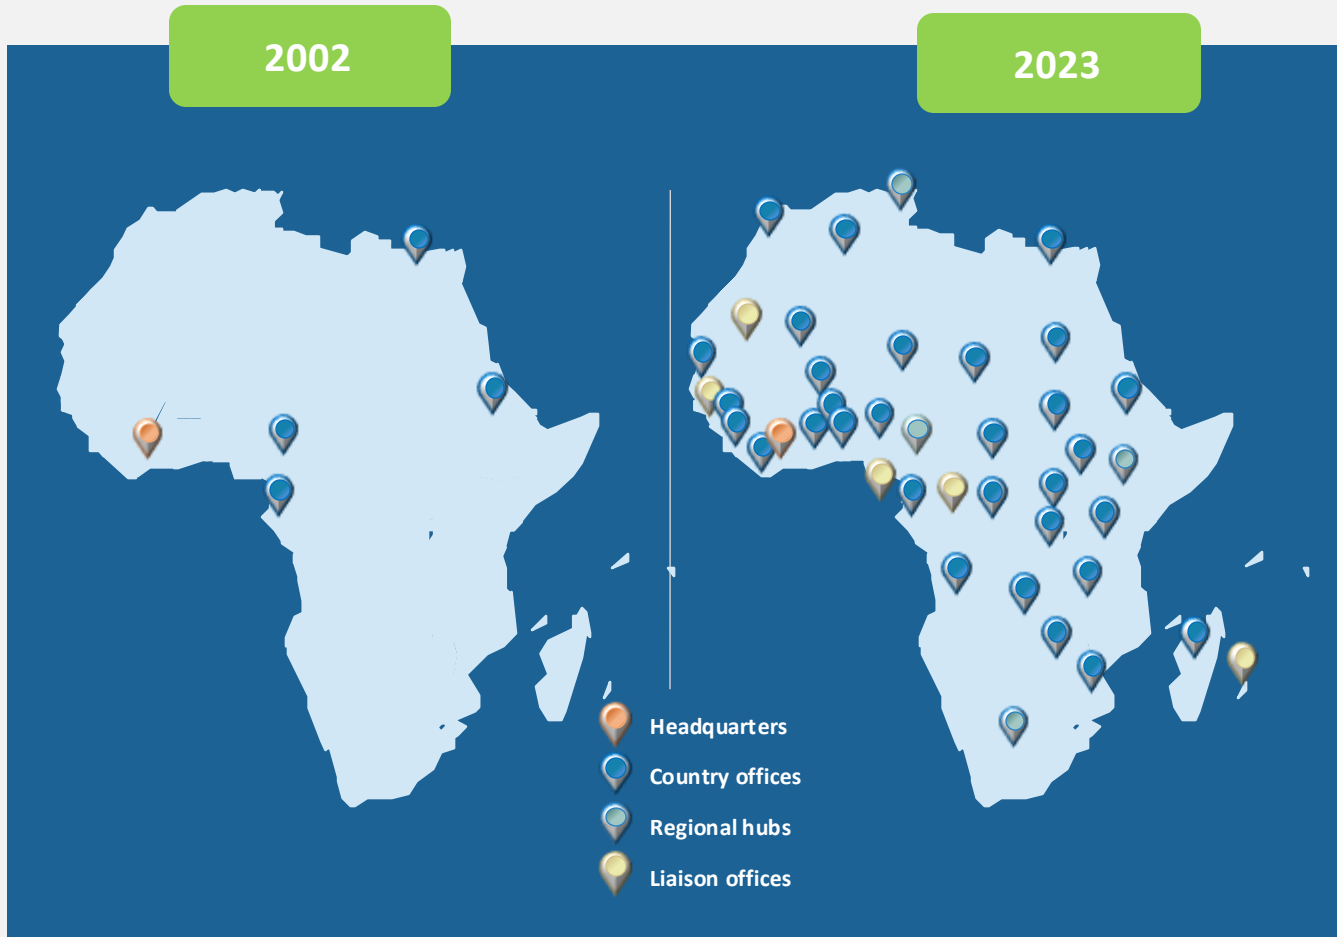 2002
2023
Headquarters
Country offices
Regional hubs
Liaison offices